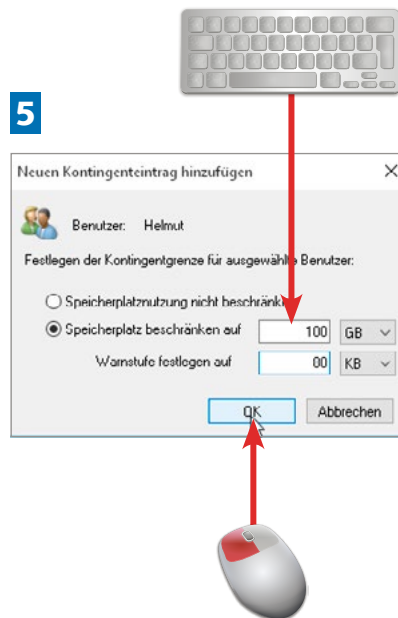 5
Neuen Kontingenteintrag hinzufügen
Benutzer: Helmut
Festlegen der Kontingentgrenze für ausgewählte Benutzer:
Speicherplatznutzung nicht beschränken
Speicherplatz beschränken auf 100 GB
Warnstufe festlegen auf 00 KB
OK Abbrechen